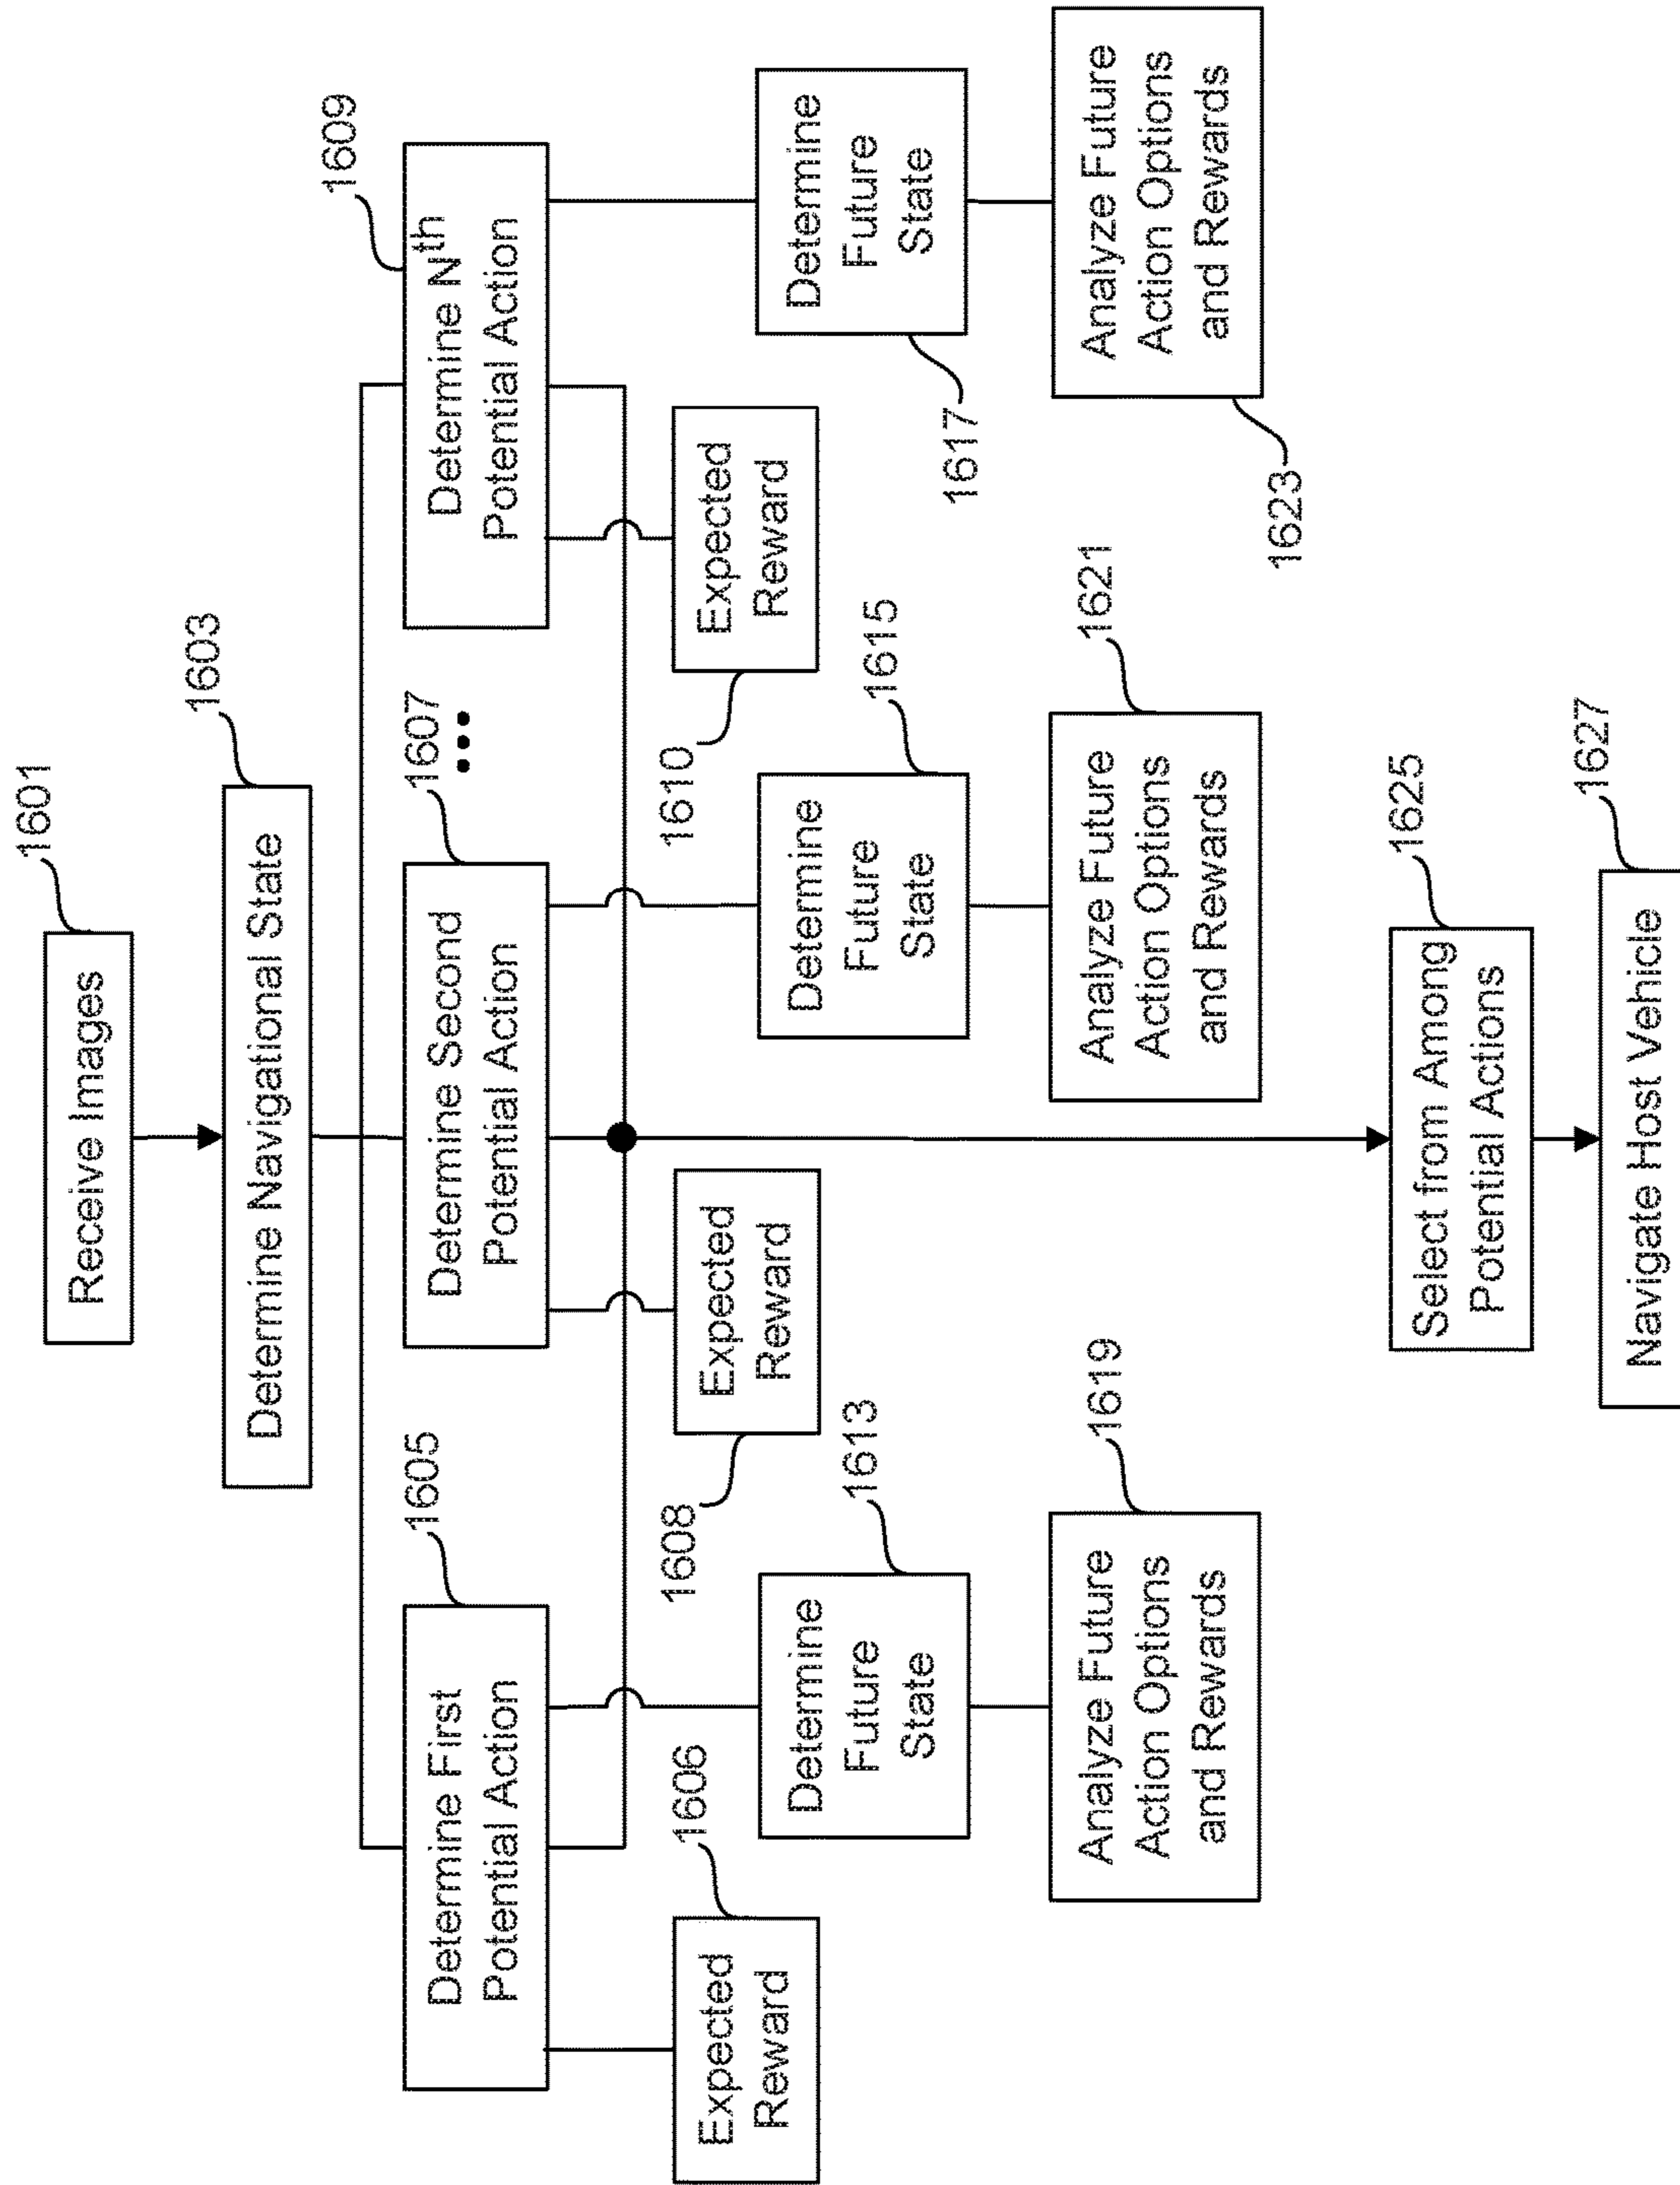 1601
Receive Images
1603
Determine Navigational State
1605
Determine First
Potential Action
1607
Determine Second
Potential Action
•••
1609
Determine Nth
Potential Action
1606
Expected
Reward
1608
Expected
Reward
1610
Expected
Reward
1613
Determine
Future
State
1615
Determine
Future
State
1617
Determine
Future
State
1619
Analyze Future
Action Options
and Rewards
1621
Analyze Future
Action Options
and Rewards
1623
Analyze Future
Action Options
and Rewards
1625
Select from Among
Potential Actions
1627
Navigate Host Vehicle